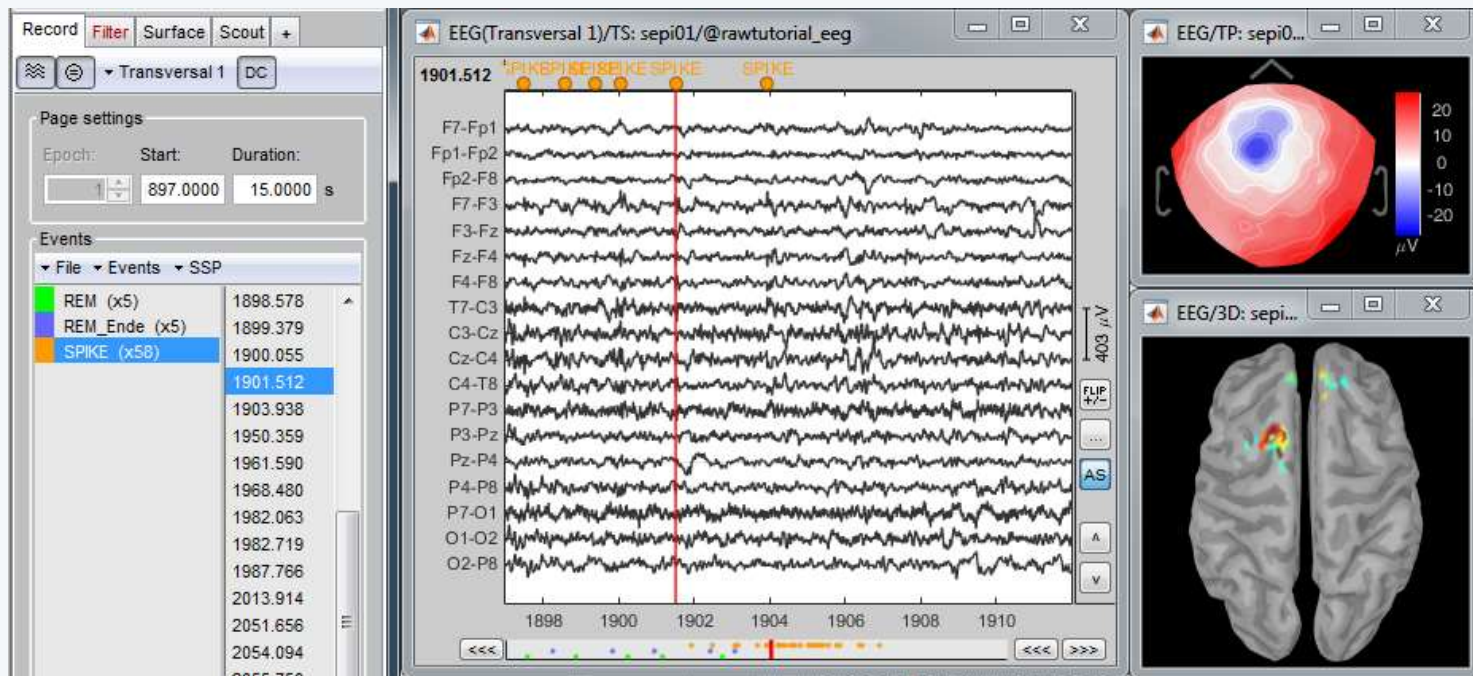 Record Filter Surface Scout +
Transversal 1 DC
Page settings
Epoch: Start: Duration:
1 897.0000 15.0000 s
Events
File Events SSP
REM (x5)
REM_Ende (x5)
SPIKE (x58)
1898.578
1899.379
1900.055
1901.512
1903.938
1950.359
1961.590
1968.480
1982.063
1982.719
1987.766
2013.914
2051.656
2054.094
EEG(Transversal 1)/TS: sepi01/@rawtutorial_eeg
1901.512
SPIKE SPIKE
F7-Fp1
Fp1-Fp2
Fp2-F8
F7-F3
F3-Fz
Fz-F4
F4-F8
T7-C3
C3-Cz
Cz-C4
C4-T8
P7-P3
P3-Pz
Pz-P4
P4-P8
P7-O1
O1-O2
O2-P8
1898 1900 1902 1904 1906 1908 1910
<<< <<< >>>
403 μV
FLIP
+/-
...
AS
EEG/TP: sepi0...
20
10
0
-10
-20
μV
EEG/3D: sepi...